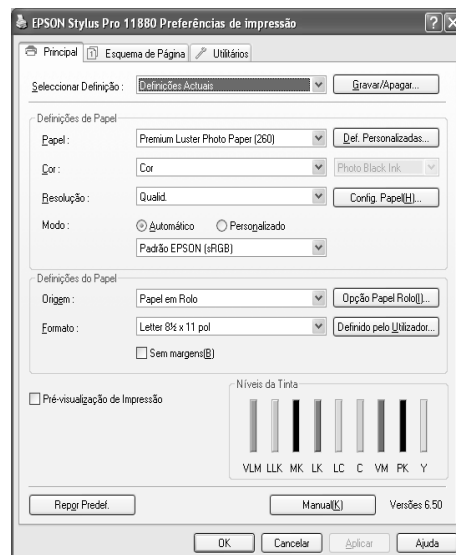 EPSON Stylus Pro 11880 Preferências de impressão
Principal Esquema de Página Utilitários
Seleccionar Definição : Definições Actuais Gravar/Apagar...
Definições de Papel
Papel : Premium Luster Photo Paper (260) Def. Personalizadas...
Cor : Cor Photo Black Ink
Resolução : Qualid. Config. Papel(H)...
Modo : Automático Personalizado
Padrão EPSON (sRGB)
Definições do Papel
Origem : Papel em Rolo Opção Papel Rolo(I)...
Formato : Letter 8½ x 11 pol Definido pelo Utilizador...
Sem margens(B)
Pré-visualização de Impressão
Níveis da Tinta
VLM LLK MK LK LC C VM PK Y
Repor Predef. Manual(K) Versões 6.50
OK Cancelar Aplicar Ajuda